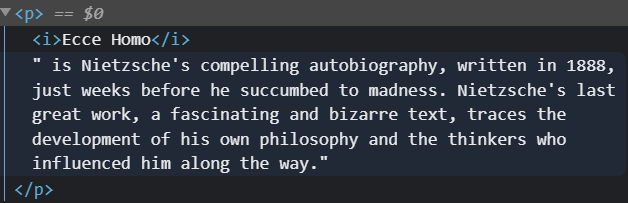 <p> == $0
<i>Ecce Homo</i>
" is Nietzsche's compelling autobiography, written in 1888,
just weeks before he succumbed to madness. Nietzsche's last
great work, a fascinating and bizarre text, traces the
development of his own philosophy and the thinkers who
influenced him along the way."
</p>